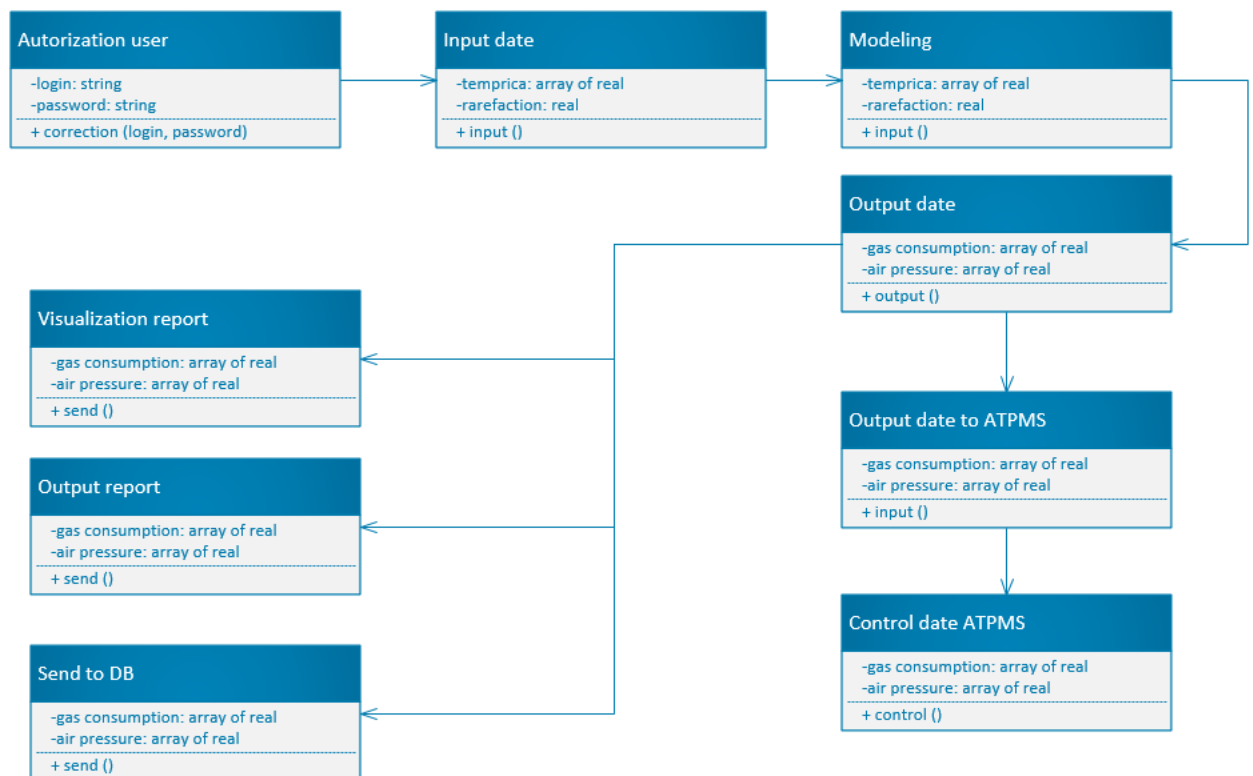 Autorization user
-login: string
-password: string
+ correction (login, password)
Input date
-temprica: array of real
-rarefaction: real
+ input ()
Modeling
-temprica: array of real
-rarefaction: real
+ input ()
Output date
-gas consumption: array of real
-air pressure: array of real
+ output ()
Visualization report
-gas consumption: array of real
-air pressure: array of real
+ send ()
Output date to ATPMS
-gas consumption: array of real
-air pressure: array of real
+ input ()
Output report
-gas consumption: array of real
-air pressure: array of real
+ send ()
Control date ATPMS
-gas consumption: array of real
-air pressure: array of real
+ control ()
Send to DB
-gas consumption: array of real
-air pressure: array of real
+ send ()